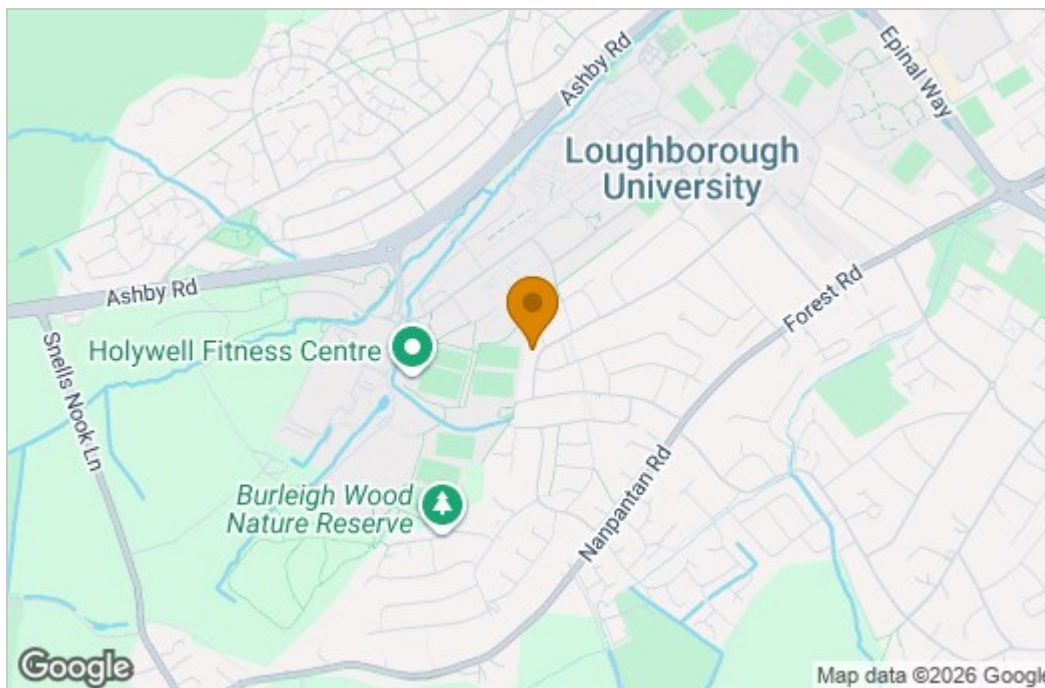 Ashby Rd
Epinal Way
Loughborough
University
Ashby Rd
Forest Rd
Holywell Fitness Centre
Snells Nook Ln
Nanpantan Rd
Burleigh Wood
Nature Reserve
Google
Map data ©2026 Google